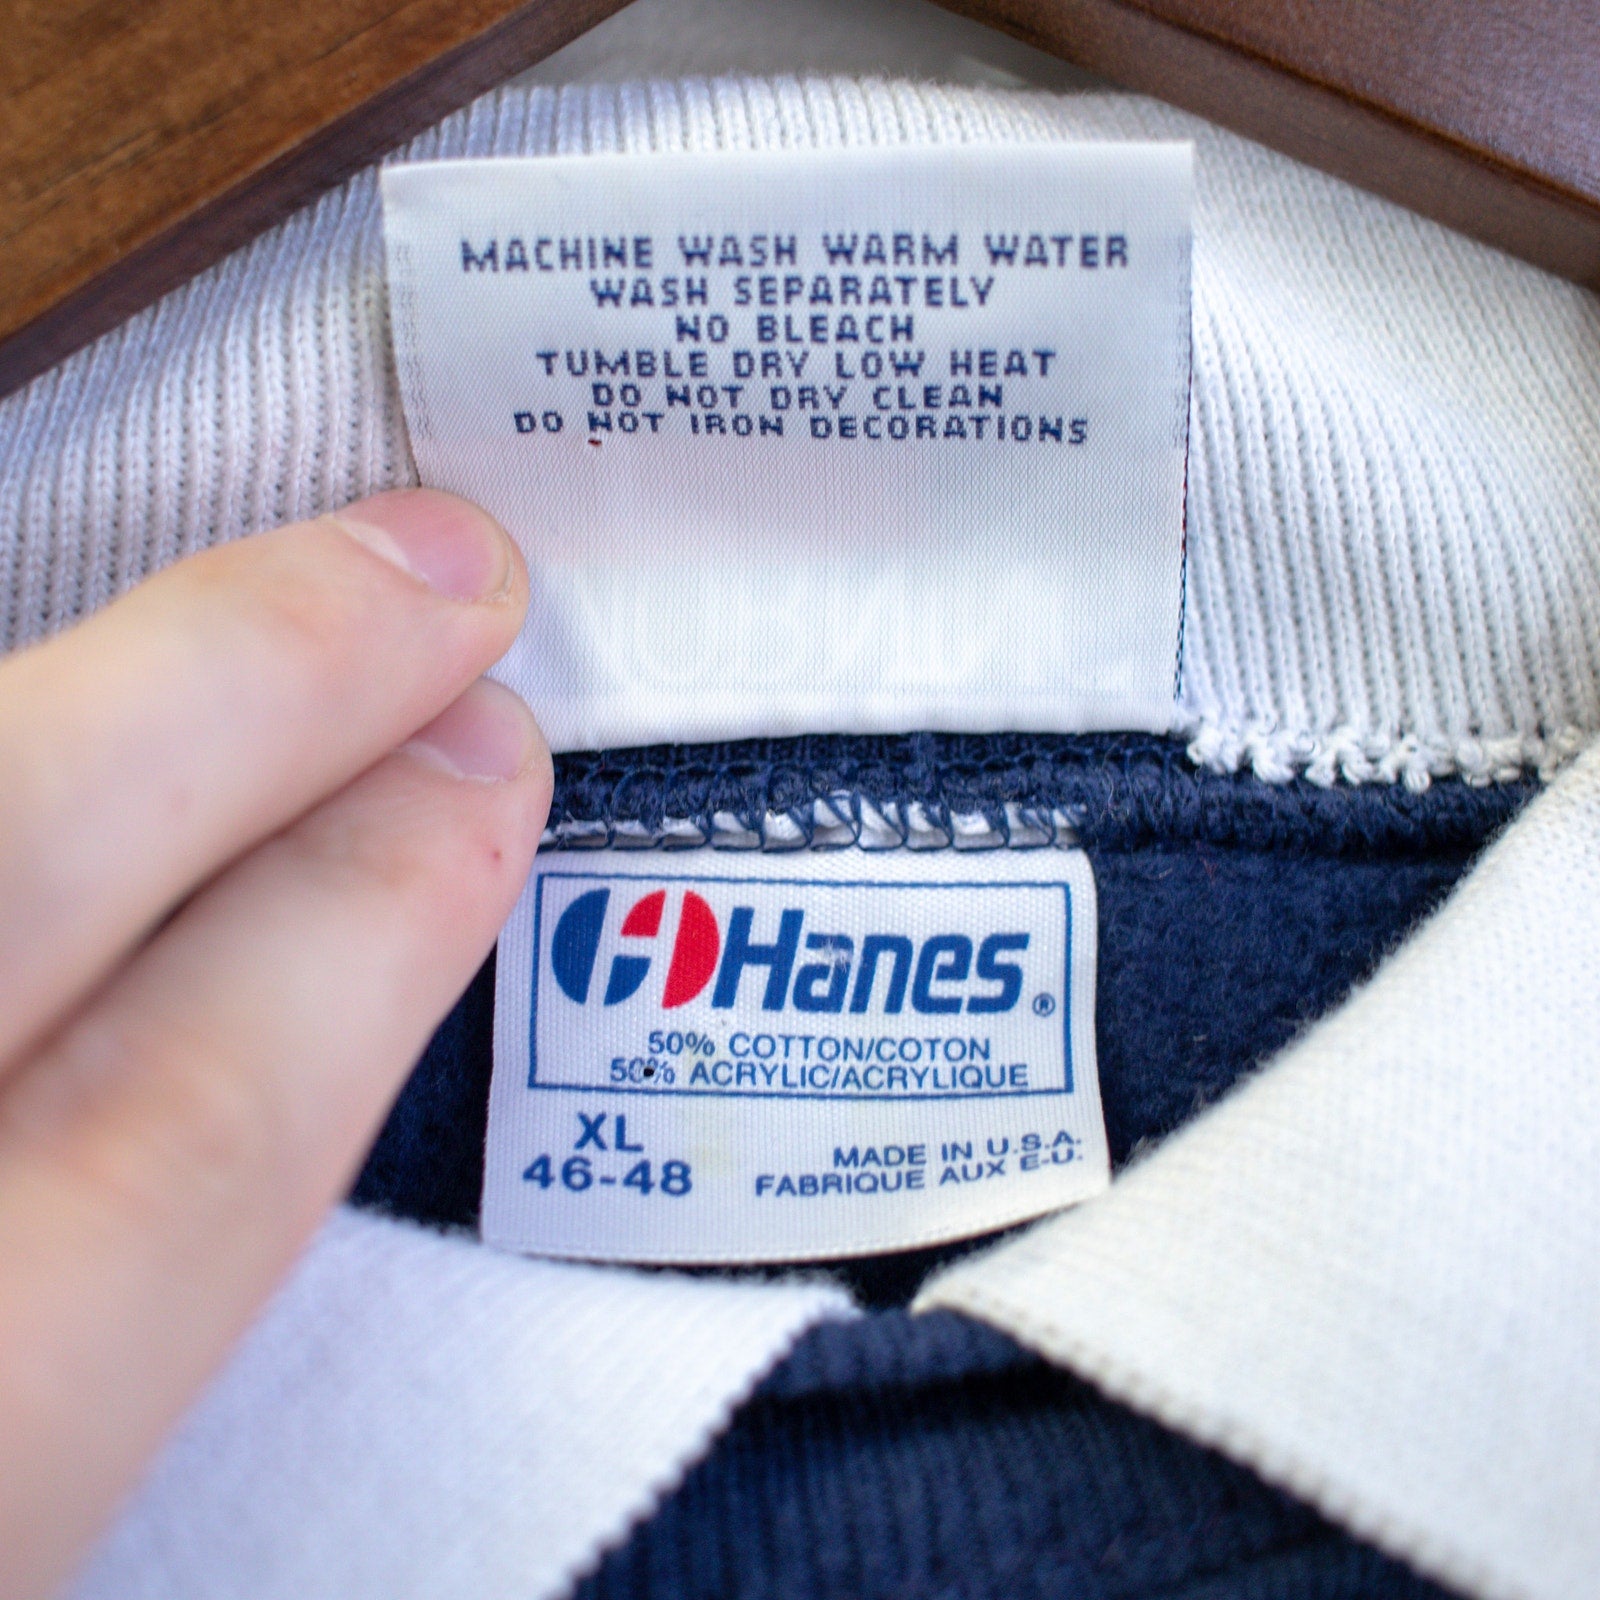 MACHINE WASH WARM WATER
WASH SEPARATELY
NO BLEACH
TUMBLE DRY LOW HEAT
DO NOT DRY CLEAN
DO NOT IRON DECORATIONS
Hanes®
50% COTTON/COTON
50% ACRYLIC/ACRYLIQUE
XL
46-48
MADE IN U.S.A.
FABRIQUE AUX E-U.